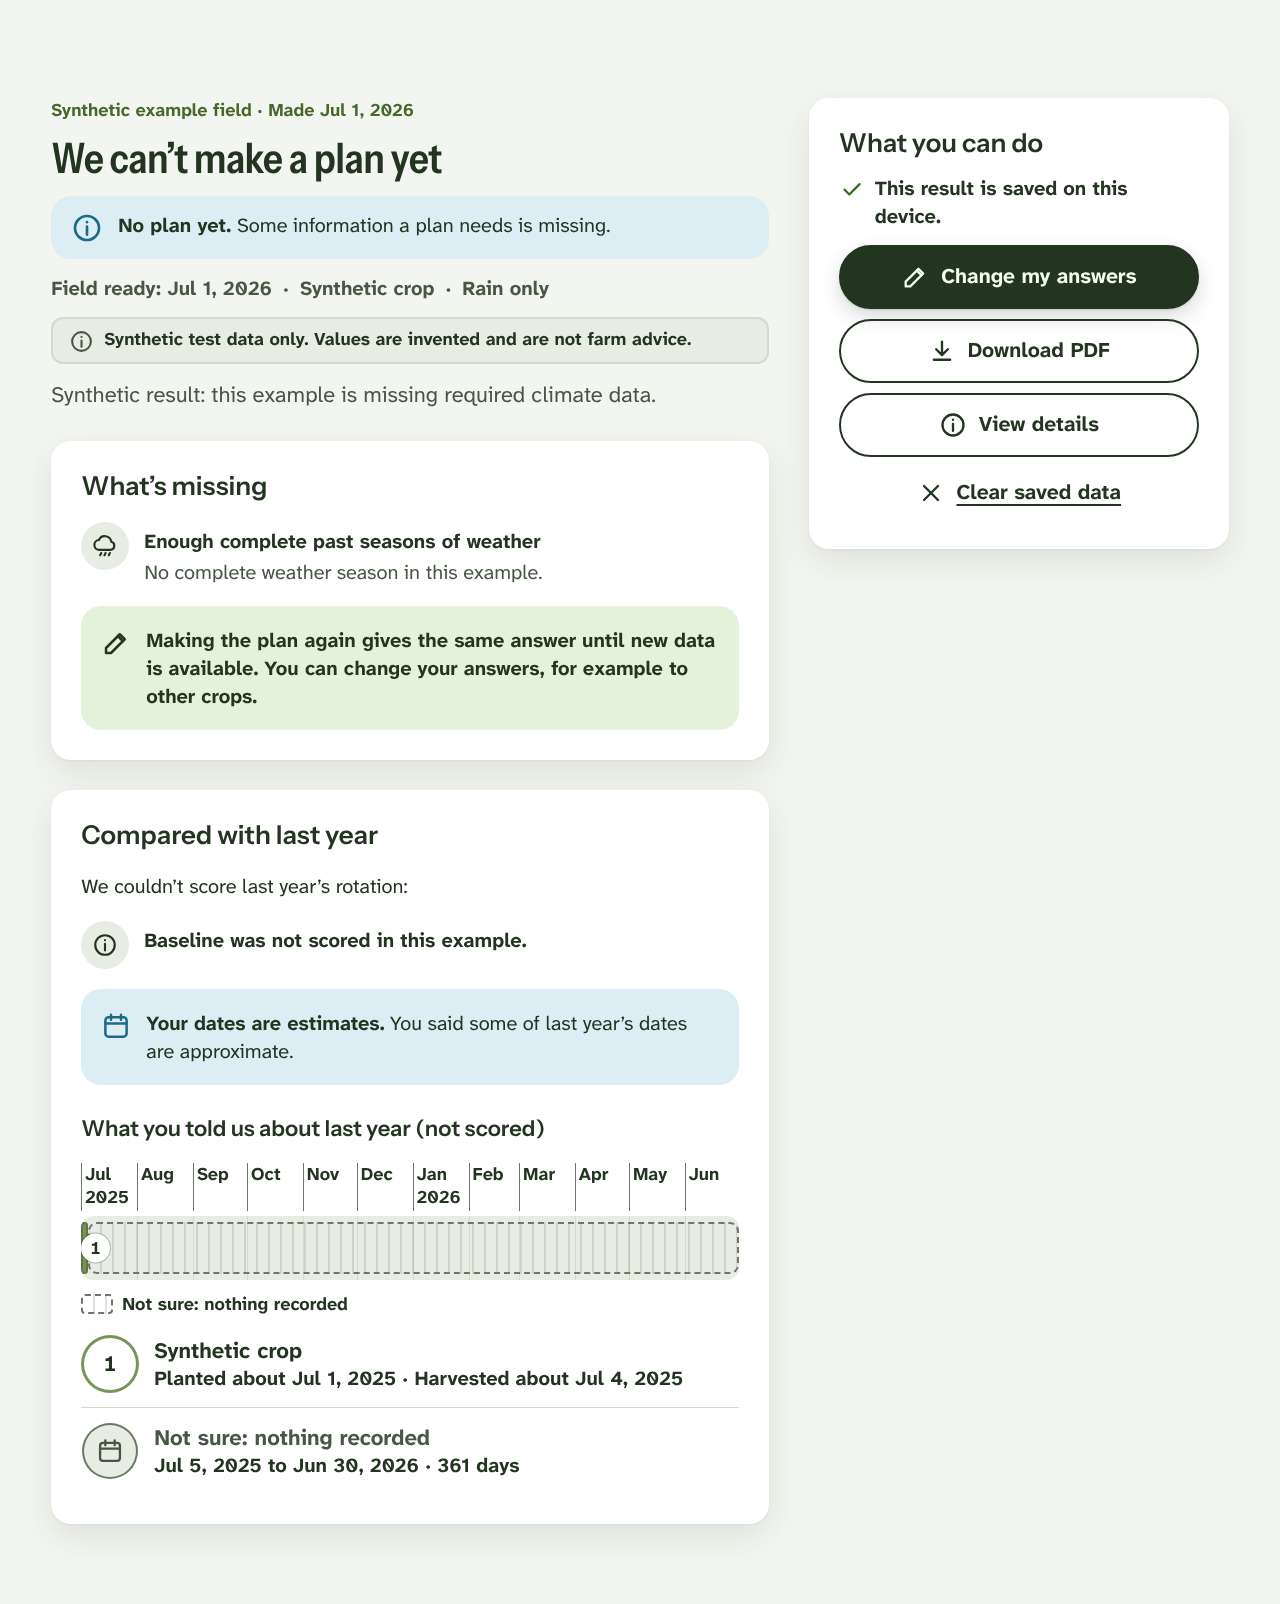 Synthetic example field · Made Jul 1, 2026
We can’t make a plan yet
No plan yet. Some information a plan needs is missing.
Field ready: Jul 1, 2026 · Synthetic crop · Rain only
Synthetic test data only. Values are invented and are not farm advice.
Synthetic result: this example is missing required climate data.
What’s missing
Enough complete past seasons of weather
No complete weather season in this example.
Making the plan again gives the same answer until new data
is available. You can change your answers, for example to
other crops.
Compared with last year
We couldn’t score last year’s rotation:
Baseline was not scored in this example.
Your dates are estimates. You said some of last year’s dates
are approximate.
What you told us about last year (not scored)
Jul Aug Sep Oct Nov Dec Jan Feb Mar Apr May Jun
2025 2026
1
Not sure: nothing recorded
1
Synthetic crop
Planted about Jul 1, 2025 · Harvested about Jul 4, 2025
Not sure: nothing recorded
Jul 5, 2025 to Jun 30, 2026 · 361 days
What you can do
This result is saved on this
device.
Change my answers
Download PDF
View details
Clear saved data